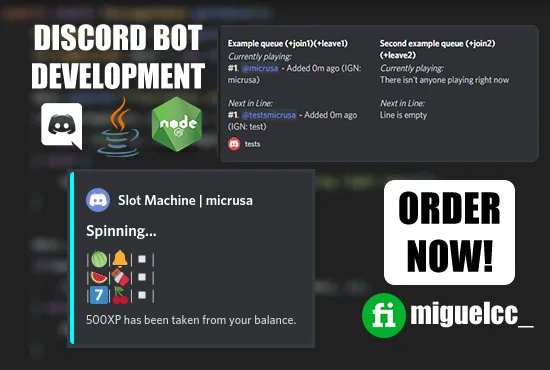 DISCORD BOT
DEVELOPMENT
node
Example queue (+join1)(+leave1)
Currently playing:
#1. @micrusa - Added 0m ago (IGN:
micrusa)
Next in Line:
#1. @testsmicrusa - Added 0m ago
(IGN: test)
tests
Second example queue (+join2)
(+leave2)
Currently playing:
There isn't anyone playing right now
Next in Line:
Line is empty
Slot Machine | micrusa
Spinning...
7
500XP has been taken from your balance.
ORDER
NOW!
fi miguelcc_